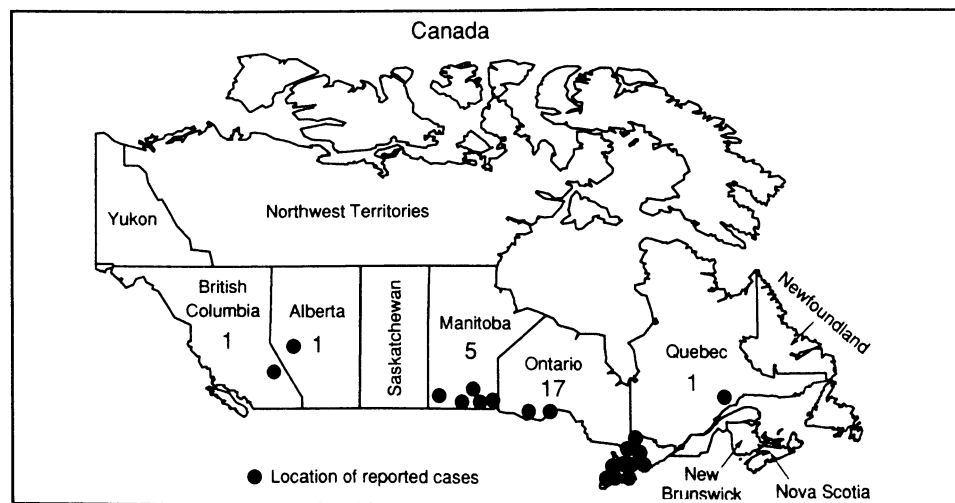 Canada
Yukon
Northwest Territories
British
Columbia
1
Alberta
1
Saskatchewan
Manitoba
5
Ontario
17
Quebec
1
Newfoundland
New
Brunswick
Nova Scotia
Location of reported cases